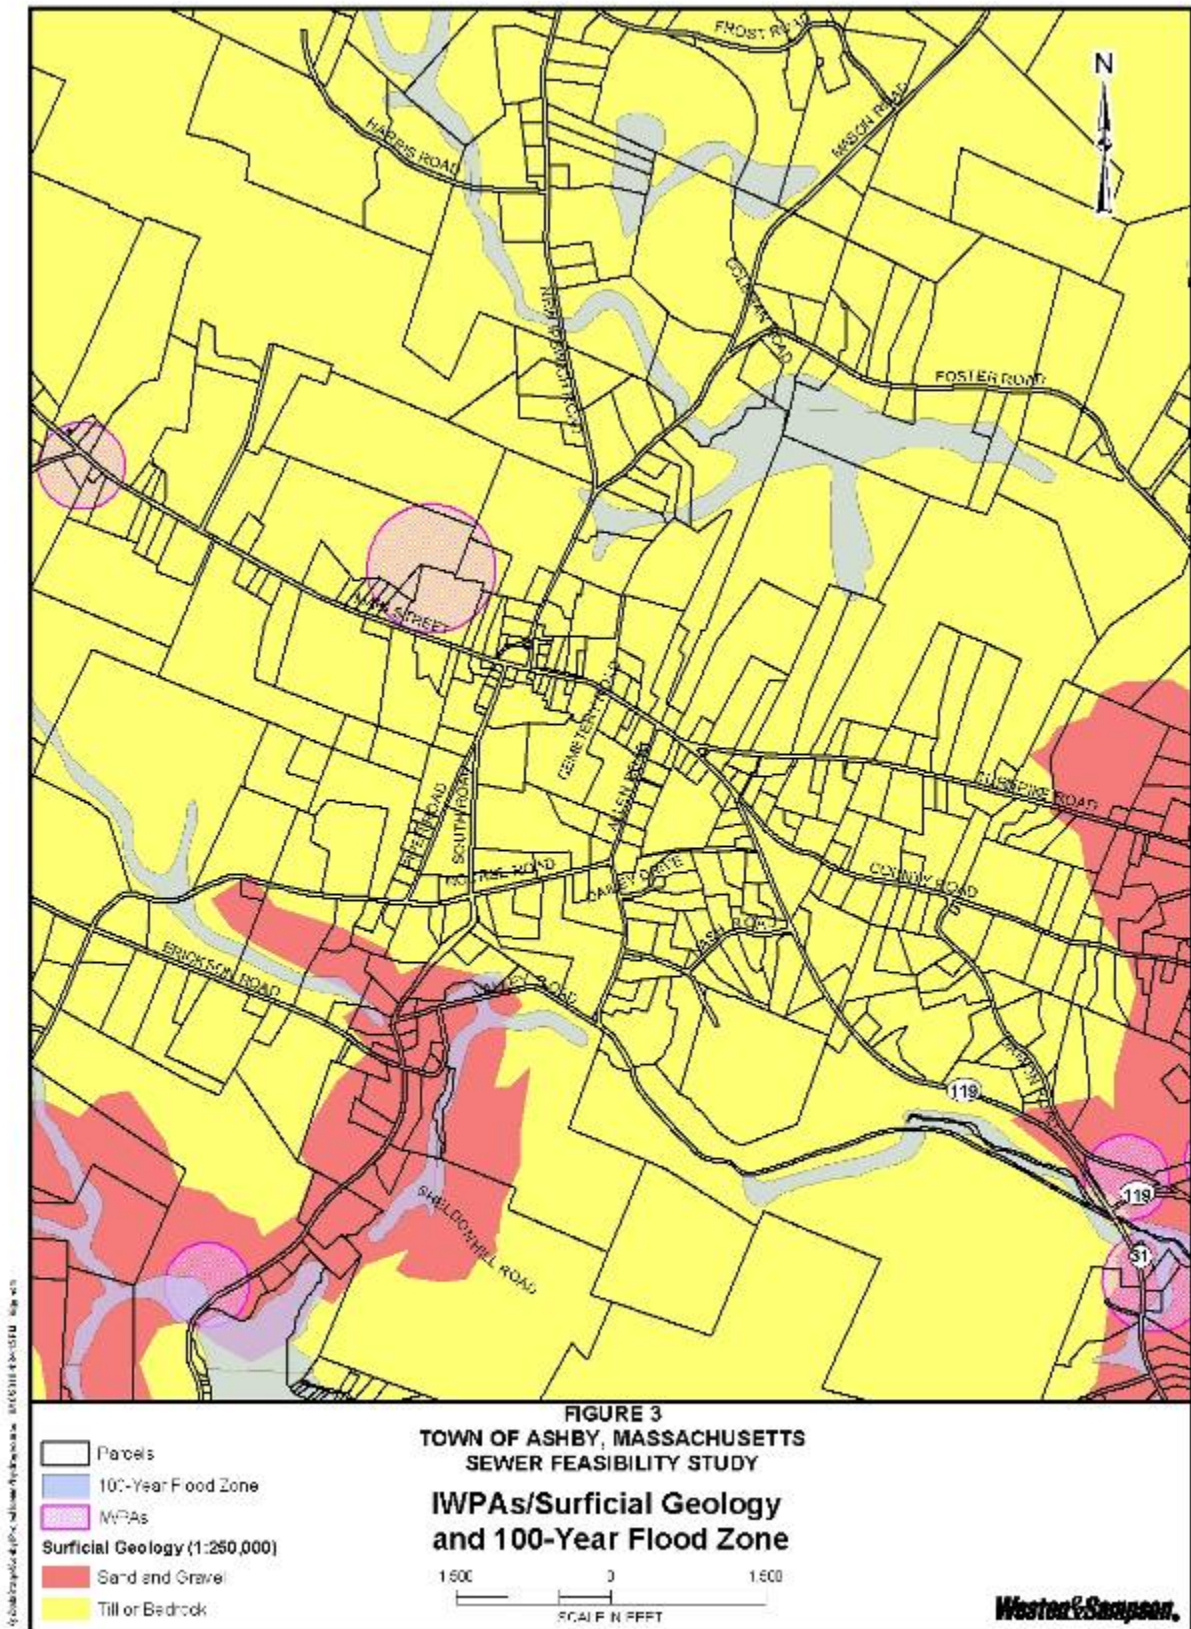 FROST ROAD
N
MASON ROAD
HARRIS ROAD
FOSTER ROAD
STREET
CEMETERY ROAD
ALLEN ROAD
TURNPIKE ROAD
SOUTH ROAD
ROAD
COUNTY ROAD
BAILEY DRIVE
ERICKSON ROAD
ROAD
119
119
SHELDON HILL ROAD
31
FIGURE 3
TOWN OF ASHBY, MASSACHUSETTS
SEWER FEASIBILITY STUDY
IWPAs/Surficial Geology
and 100-Year Flood Zone
Parcels
100-Year Flood Zone
IWPAs
Surficial Geology (1:250,000)
Sand and Gravel
Till or Bedrock
1,500 0 1,500
SCALE IN FEET
Weston&Sampson